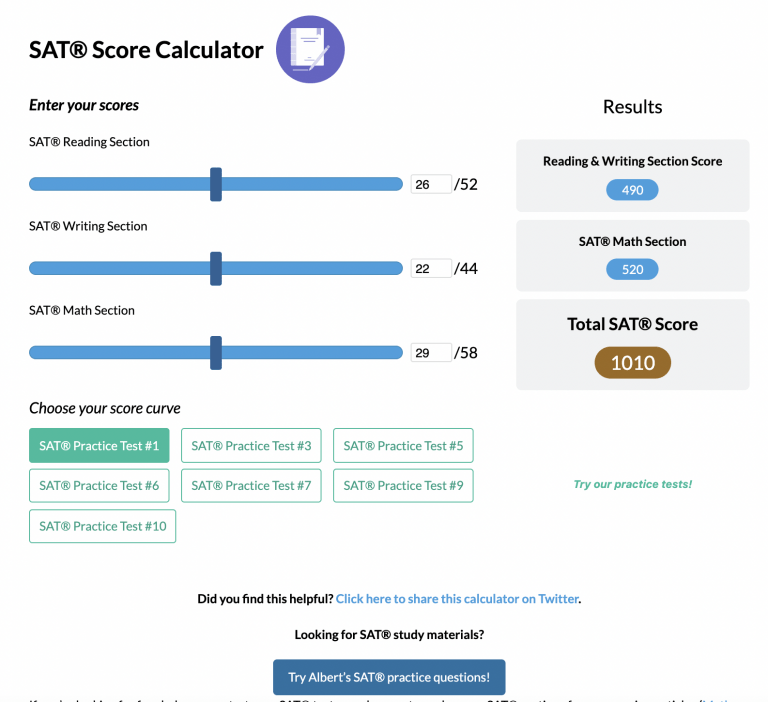 SAT® Score Calculator
Enter your scores
Results
SAT® Reading Section
26 /52
Reading & Writing Section Score
490
SAT® Writing Section
22 /44
SAT® Math Section
520
SAT® Math Section
29 /58
Total SAT® Score
1010
Choose your score curve
SAT® Practice Test #1 SAT® Practice Test #3 SAT® Practice Test #5
SAT® Practice Test #6 SAT® Practice Test #7 SAT® Practice Test #9
Try our practice tests!
SAT® Practice Test #10
Did you find this helpful? Click here to share this calculator on Twitter.
Looking for SAT® study materials?
Try Albert's SAT® practice questions!